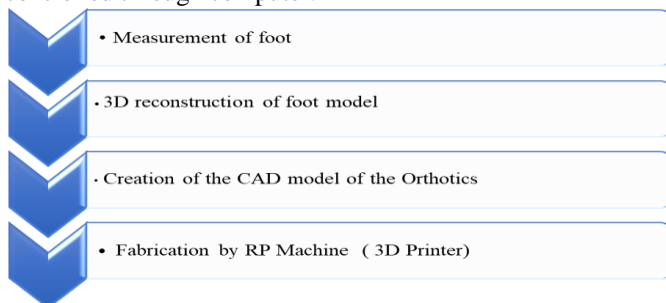 • Measurement of foot
• 3D reconstruction of foot model
• Creation of the CAD model of the Orthotics
• Fabrication by RP Machine ( 3D Printer)